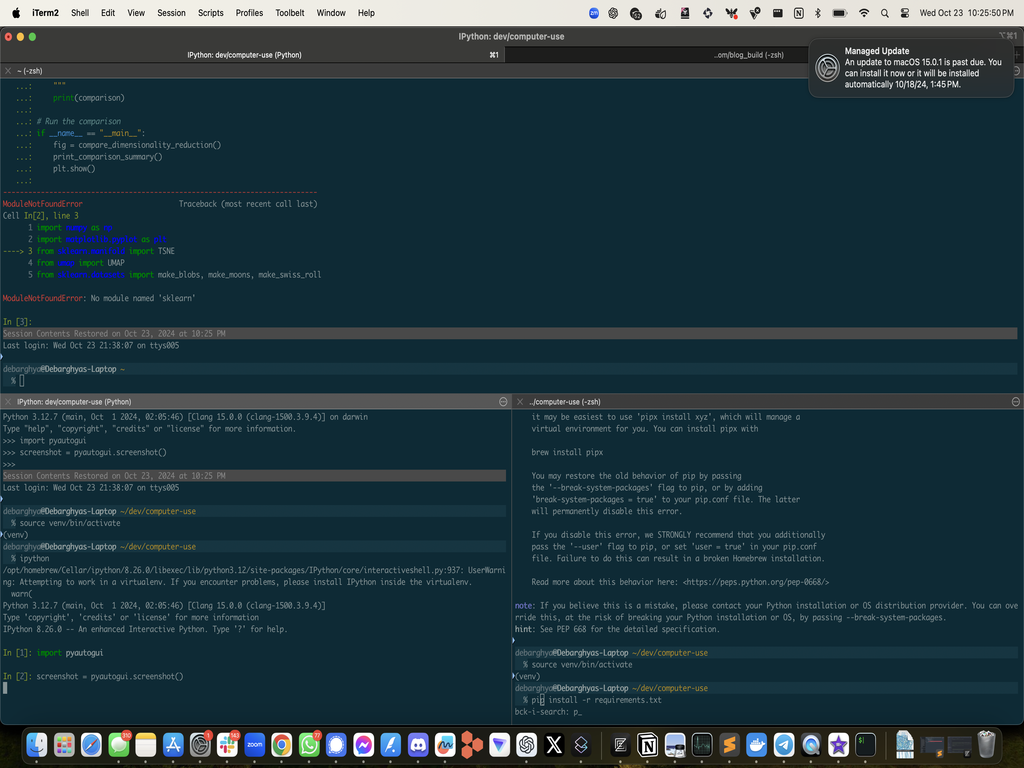 iTerm2 Shell Edit View Session Scripts Profiles Toolbelt Window Help
Wed Oct 23 10:25:50 PM
IPython: dev/computer-use
⌥⌘1
IPython: dev/computer-use (Python) ⌘1
..om/blog_build (-zsh)
Managed Update
An update to macOS 15.0.1 is past due. You
can install it now or it will be installed
automatically 10/18/24, 1:45 PM.
~ (-zsh)
...: """
...: print(comparison)
...:
...: # Run the comparison
...: if __name__ == "__main__":
...: fig = compare_dimensionality_reduction()
...: print_comparison_summary()
...: plt.show()
...:
---------------------------------------------------------------------------
ModuleNotFoundError Traceback (most recent call last)
Cell In[2], line 3
1 import numpy as np
2 import matplotlib.pyplot as plt
----> 3 from sklearn.manifold import TSNE
4 from umap import UMAP
5 from sklearn.datasets import make_blobs, make_moons, make_swiss_roll
ModuleNotFoundError: No module named 'sklearn'
In [3]:
Session Contents Restored on Oct 23, 2024 at 10:25 PM
Last login: Wed Oct 23 21:38:07 on ttys005
debarghya@Debarghyas-Laptop ~
%
IPython: dev/computer-use (Python)
Python 3.12.7 (main, Oct 1 2024, 02:05:46) [Clang 15.0.0 (clang-1500.3.9.4)] on darwin
Type "help", "copyright", "credits" or "license" for more information.
>>> import pyautogui
>>> screenshot = pyautogui.screenshot()
>>>
Session Contents Restored on Oct 23, 2024 at 10:25 PM
Last login: Wed Oct 23 21:38:07 on ttys005
debarghya@Debarghyas-Laptop ~/dev/computer-use
% source venv/bin/activate
(venv)
debarghya@Debarghyas-Laptop ~/dev/computer-use
% ipython
/opt/homebrew/Cellar/ipython/8.26.0/libexec/lib/python3.12/site-packages/IPython/core/interactiveshell.py:937: UserWarni
ng: Attempting to work in a virtualenv. If you encounter problems, please install IPython inside the virtualenv.
warn(
Python 3.12.7 (main, Oct 1 2024, 02:05:46) [Clang 15.0.0 (clang-1500.3.9.4)]
Type 'copyright', 'credits' or 'license' for more information
IPython 8.26.0 -- An enhanced Interactive Python. Type '?' for help.
In [1]: import pyautogui
In [2]: screenshot = pyautogui.screenshot()
../computer-use (-zsh)
it may be easiest to use 'pipx install xyz', which will manage a
virtual environment for you. You can install pipx with
brew install pipx
You may restore the old behavior of pip by passing
the '--break-system-packages' flag to pip, or by adding
'break-system-packages = true' to your pip.conf file. The latter
will permanently disable this error.
If you disable this error, we STRONGLY recommend that you additionally
pass the '--user' flag to pip, or set 'user = true' in your pip.conf
file. Failure to do this can result in a broken Homebrew installation.
Read more about this behavior here: <https://peps.python.org/pep-0668/>
note: If you believe this is a mistake, please contact your Python installation or OS distribution provider. You can ove
rride this, at the risk of breaking your Python installation or OS, by passing --break-system-packages.
hint: See PEP 668 for the detailed specification.
debarghya@Debarghyas-Laptop ~/dev/computer-use
% source venv/bin/activate
(venv)
debarghya@Debarghyas-Laptop ~/dev/computer-use
% pip install -r requirements.txt
bck-i-search: p_
zoom